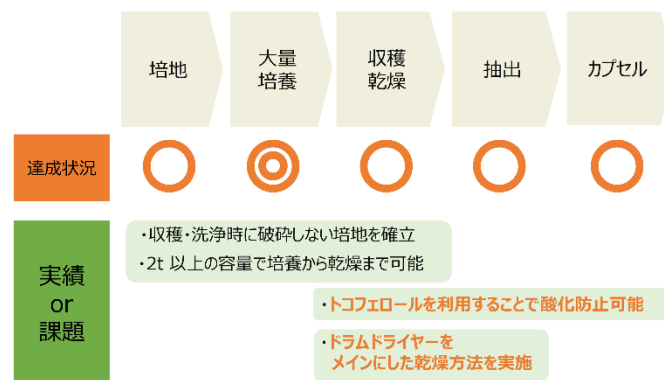 培地
大量
培養
収穫
乾燥
抽出
カプセル
達成状況
実績
or
課題
・収穫・洗浄時に破砕しない培地を確立
・2t 以上の容量で培養から乾燥まで可能
・トコフェロールを利用することで酸化防止可能
・ドラムドライヤーを
メインにした乾燥方法を実施